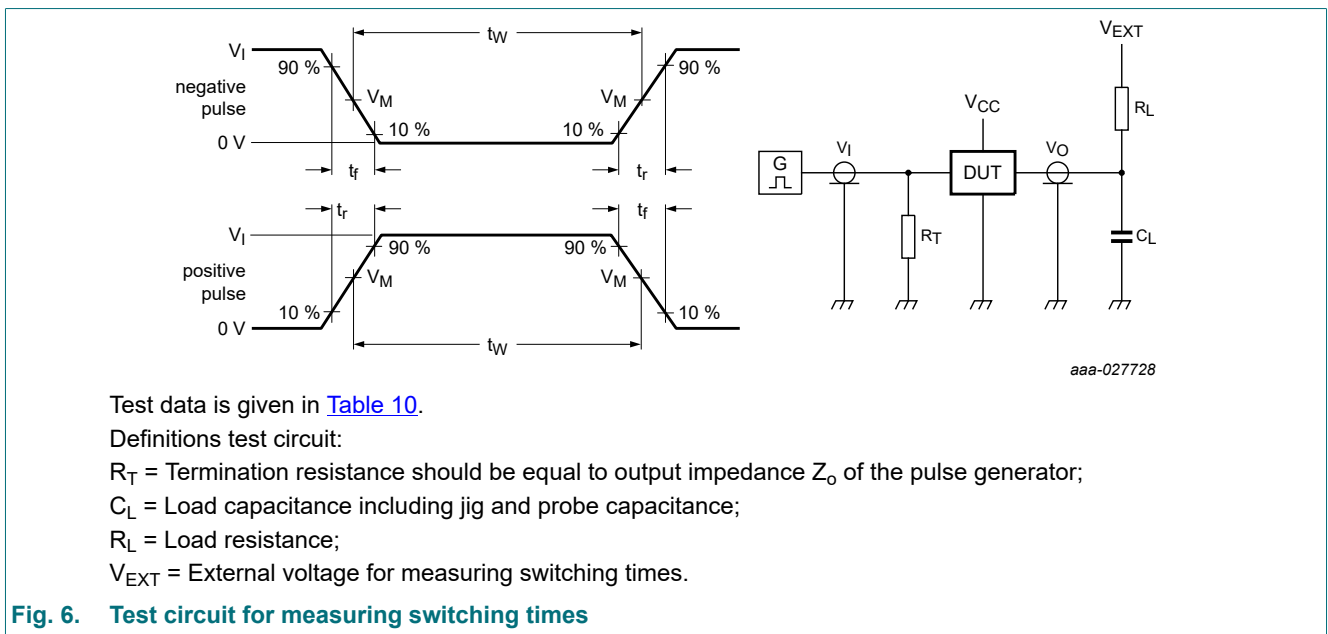 V_I
90 %
negative
pulse
V_M
10 %
0 V
t_f
t_W
V_M
90 %
10 %
t_r
t_r
V_I
90 %
positive
pulse
V_M
10 %
0 V
t_f
90 %
V_M
10 %
t_W
V_EXT
R_L
V_CC
G
V_I
DUT
V_O
R_T
C_L
aaa-027728
Test data is given in Table 10.
Definitions test circuit:
R_T = Termination resistance should be equal to output impedance Z_o of the pulse generator;
C_L = Load capacitance including jig and probe capacitance;
R_L = Load resistance;
V_EXT = External voltage for measuring switching times.
Fig. 6. Test circuit for measuring switching times